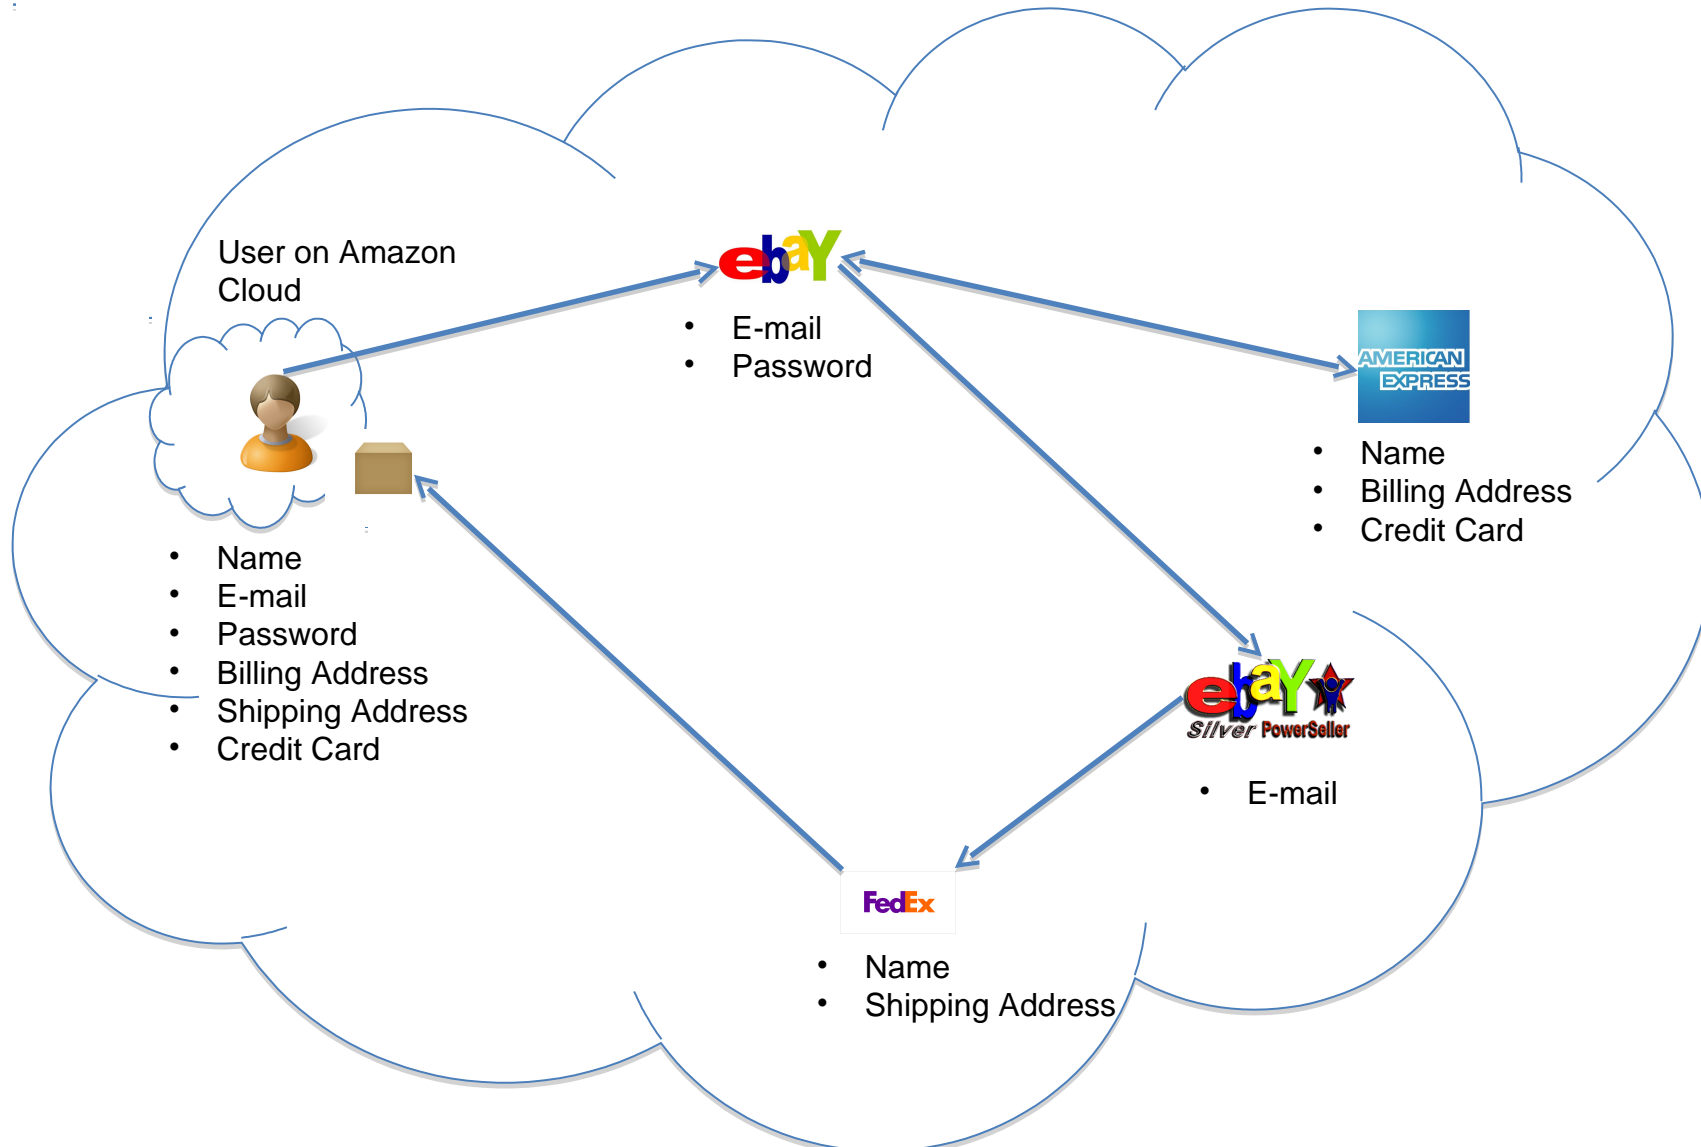 User on Amazon
Cloud
ebaY
• E-mail
• Password
AMERICAN
EXPRESS
• Name
• Billing Address
• Credit Card
• Name
• E-mail
• Password
• Billing Address
• Shipping Address
• Credit Card
ebaY
Silver PowerSeller
• E-mail
FedEx
• Name
• Shipping Address